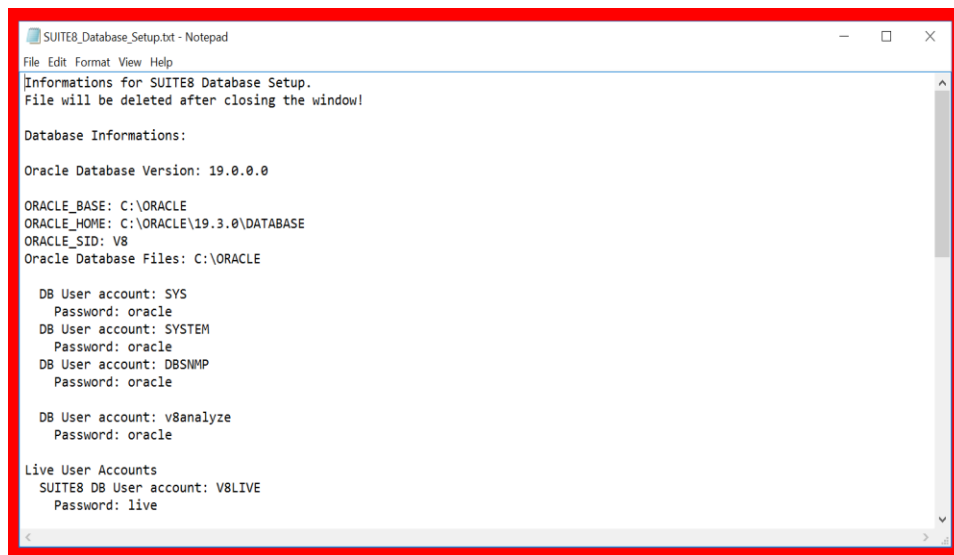 SUITE8_Database_Setup.txt - Notepad
File Edit Format View Help
Informations for SUITE8 Database Setup.
File will be deleted after closing the window!
Database Informations:
Oracle Database Version: 19.0.0.0
ORACLE_BASE: C:\ORACLE
ORACLE_HOME: C:\ORACLE\19.3.0\DATABASE
ORACLE_SID: V8
Oracle Database Files: C:\ORACLE
DB User account: SYS
Password: oracle
DB User account: SYSTEM
Password: oracle
DB User account: DBSNMP
Password: oracle
DB User account: v8analyze
Password: oracle
Live User Accounts
SUITE8 DB User account: V8LIVE
Password: live